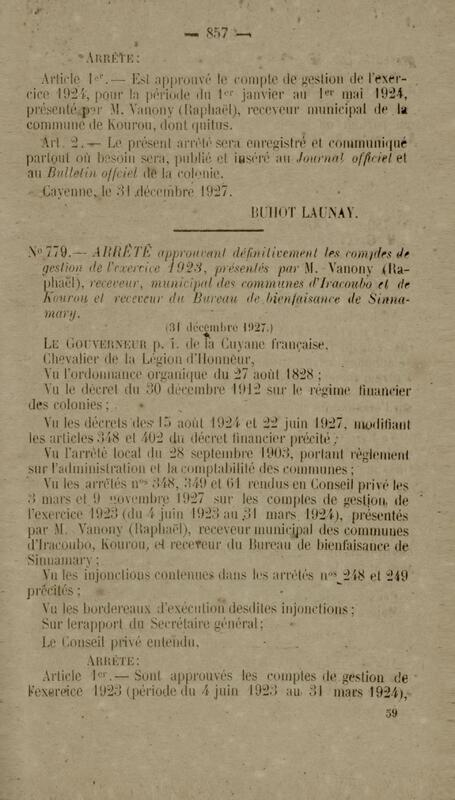 — 857 —
ARRÊTE:
Article 1er.— Est approuvé le compte de gestion de l'exer-
cice 1924, pour la période du 1er janvier au 1er mai 1924,
présenté par M. Vanony (Raphaël), receveur municipal de la
commune de Kourou, dont quitus.
Art. 2.— Le présent arrêté sera enregistré et communiqué
partout où besoin sera, publié et inséré au Journal officiel et
au Bulletin officiel de la colonie.
Cayenne, le 31 décembre 1927.
BUHOT LAUNAY.
No 779.— ARRÊTÉ approuvant définitivement les comptes de
gestion de l'exercice 1923, présentés par M. Vanony (Ra-
phaël), receveur, municipal des communes d'Iracoubo et de
Kourou et receveur du Bureau de bienfaisance de Sinna-
mary.
(31 décembre 1927.)
LE GOUVERNEUR p. i. de la Guyane française,
Chevalier de la Légion d'Honneur,
Vu l'ordonnance organique du 27 août 1828 ;
Vu le décret du 30 décembre 1912 sur le régime financier
des colonies ;
Vu les décrets des 15 août 1924 et 22 juin 1927, modifiant
les articles 348 et 402 du décret financier précité ;
Vu l'arrêté local du 28 septembre 1903, portant règlement
sur l'administration et la comptabilité des communes ;
Vu les arrêtés nos 348, 349 et 61 rendus en Conseil privé les
3 mars et 9 novembre 1927 sur les comptes de gestion, de
l'exercice 1923 (du 4 juin 1923 au 31 mars 1924), présentés
par M. Vanony (Raphaël), receveur municipal des communes
d'Iracoubo, Kourou, et receveur du Bureau de bienfaisance de
Sinnamary ;
Vu les injonctions contenues dans les arrêtés nos 248 et 249
précités ;
Vu les bordereaux d'exécution desdites injonctions ;
Sur le rapport du Secrétaire général ;
Le Conseil privé entendu,
ARRÊTE:
Article 1er.— Sont approuvés les comptes de gestion de
l'exercice 1923 (période du 4 juin 1923 au 31 mars 1924),
59